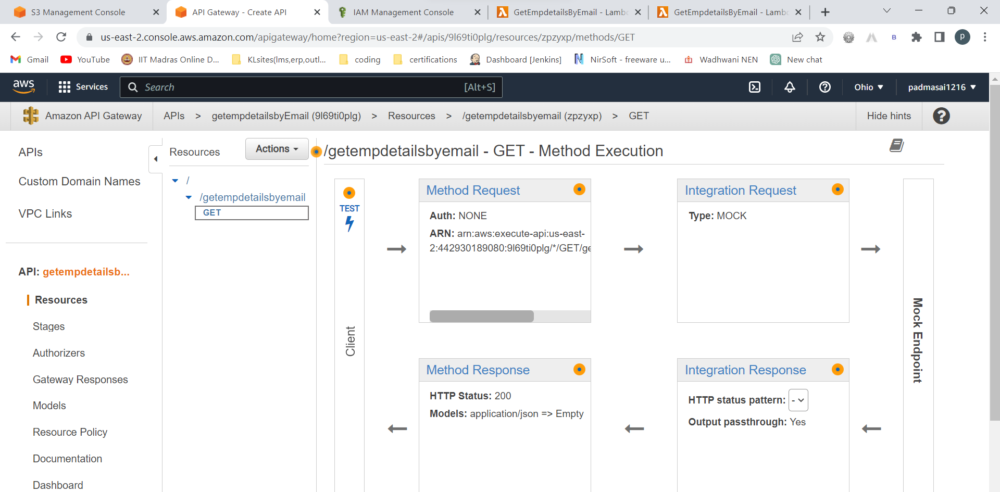 S3 Management Console
API Gateway - Create API
IAM Management Console
GetEmpdetailsByEmail - Lambd
GetEmpdetailsByEmail - Lambd
us-east-2.console.aws.amazon.com/apigateway/home?region=us-east-2#/apis/9l69ti0plg/resources/zpzyxp/methods/GET
B
p
Gmail
YouTube
IIT Madras Online D...
KLsites(lms,erp,outl...
coding
certifications
Dashboard [Jenkins]
NirSoft - freeware u...
Wadhwani NEN
New chat
aws
Services
Search
[Alt+S]
Ohio
padmasai1216
Amazon API Gateway
APIs > getempdetailsbyEmail (9l69ti0plg) > Resources > /getempdetailsbyemail (zpzyxp) > GET
Hide hints
APIs
Custom Domain Names
VPC Links
API: getempdetailsb...
Resources
Stages
Authorizers
Gateway Responses
Models
Resource Policy
Documentation
Dashboard
Resources
Actions
/
/getempdetailsbyemail
GET
/getempdetailsbyemail - GET - Method Execution
TEST
Client
Method Request
Auth: NONE
ARN: arn:aws:execute-api:us-east-
2:442930189080:9l69ti0plg/*/GET/ge
Integration Request
Type: MOCK
Mock Endpoint
Method Response
HTTP Status: 200
Models: application/json => Empty
Integration Response
HTTP status pattern: -
Output passthrough: Yes